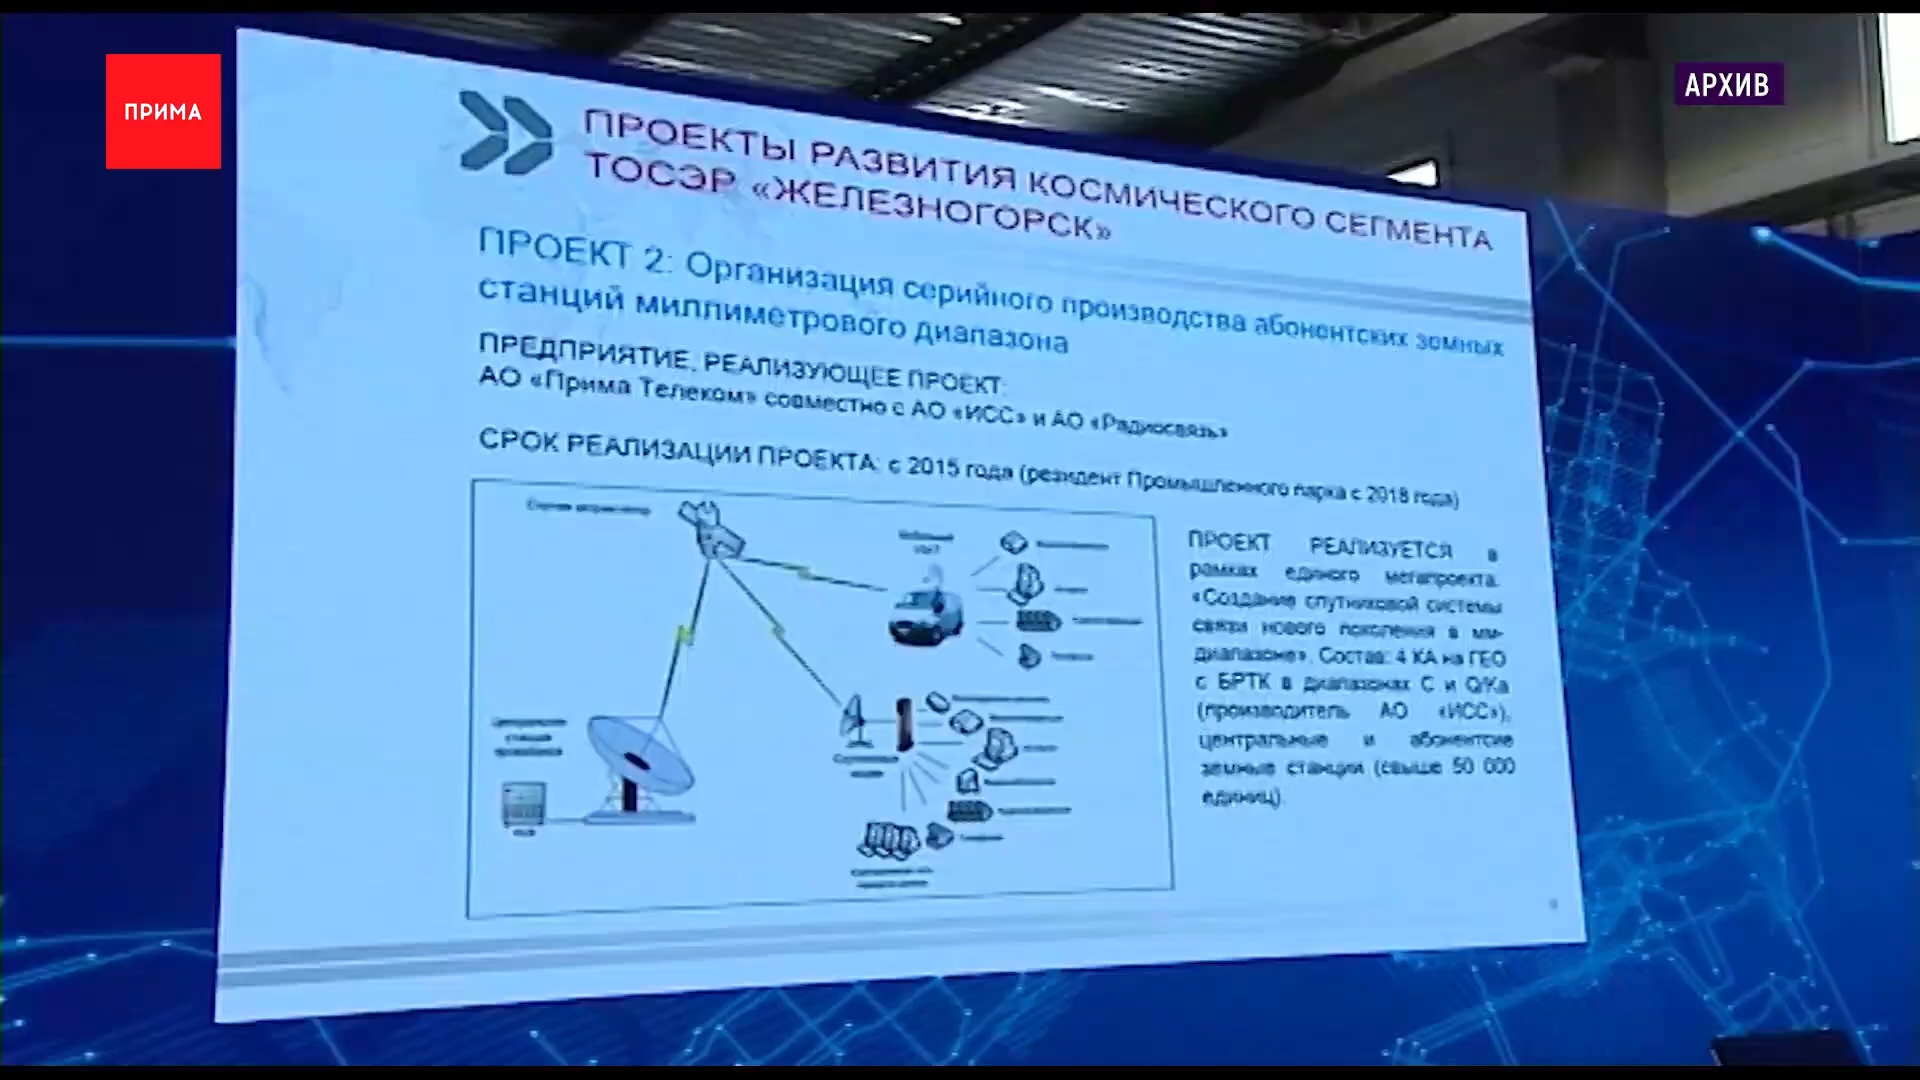 ПРИМА
АРХИВ
ПРОЕКТЫ РАЗВИТИЯ КОСМИЧЕСКОГО СЕГМЕНТА
ТОСЭР «ЖЕЛЕЗНОГОРСК»
ПРОЕКТ 2: Организация серийного производства абонентских земных
станций миллиметрового диапазона
ПРЕДПРИЯТИЕ, РЕАЛИЗУЮЩЕЕ ПРОЕКТ:
АО «Прима Телеком» совместно с АО «ИСС» и АО «Радиосвязь»
СРОК РЕАЛИЗАЦИИ ПРОЕКТА: с 2015 года (резидент Промышленного парка с 2018 года)
ПРОЕКТ РЕАЛИЗУЕТСЯ в
рамках единого мегапроекта
«Создание спутниковой системы
связи нового поколения в мм-
диапазоне». Состав: 4 КА на ГЕО
с БРТК в диапазонах С и Q/Ka
(производитель АО «ИСС»),
центральные и абонентсие
земные станции (свыше 50 000
единиц).